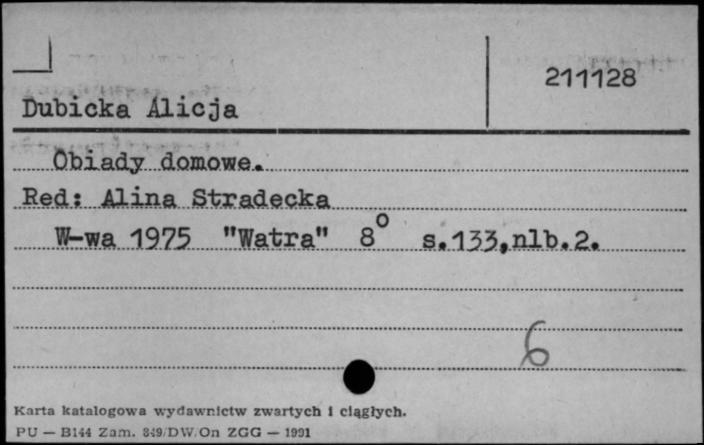 211128
Dubicka Alicja
Obiady domowe.
Red: Alina Stradecka
W-wa 1975 "Watra" 8° s.133,nlb.2.
6
Karta katalogowa wydawnictw zwartych i ciągłych.
PU — B144 Zam. 849/DW/On ZGG — 1991